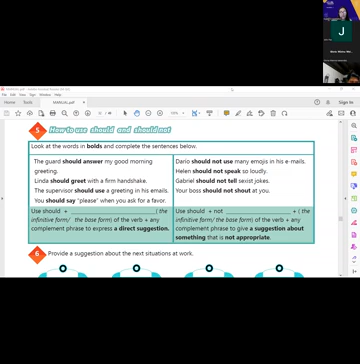 J
Home
Tools
MANUAL.pdf
Sign In
5 How to use should and should not
Look at the words in bolds and complete the sentences below.
The guard should answer my good morning
greeting.
Linda should greet with a firm handshake.
The supervisor should use a greeting in his emails.
You should say "please" when you ask for a favor.
Dario should not use many emojis in his e-mails.
Helen should not speak so loudly.
Gabriel should not tell sexist jokes.
Your boss should not shout at you.
Use should + ______________ ( the
infinitive form/ the base form) of the verb + any
complement phrase to express a direct suggestion.
Use should + not ______________ + ( the
infinitive form/ the base form) of the verb + any
complement phrase to give a suggestion about
something that is not appropriate.
6 Provide a suggestion about the next situations at work.